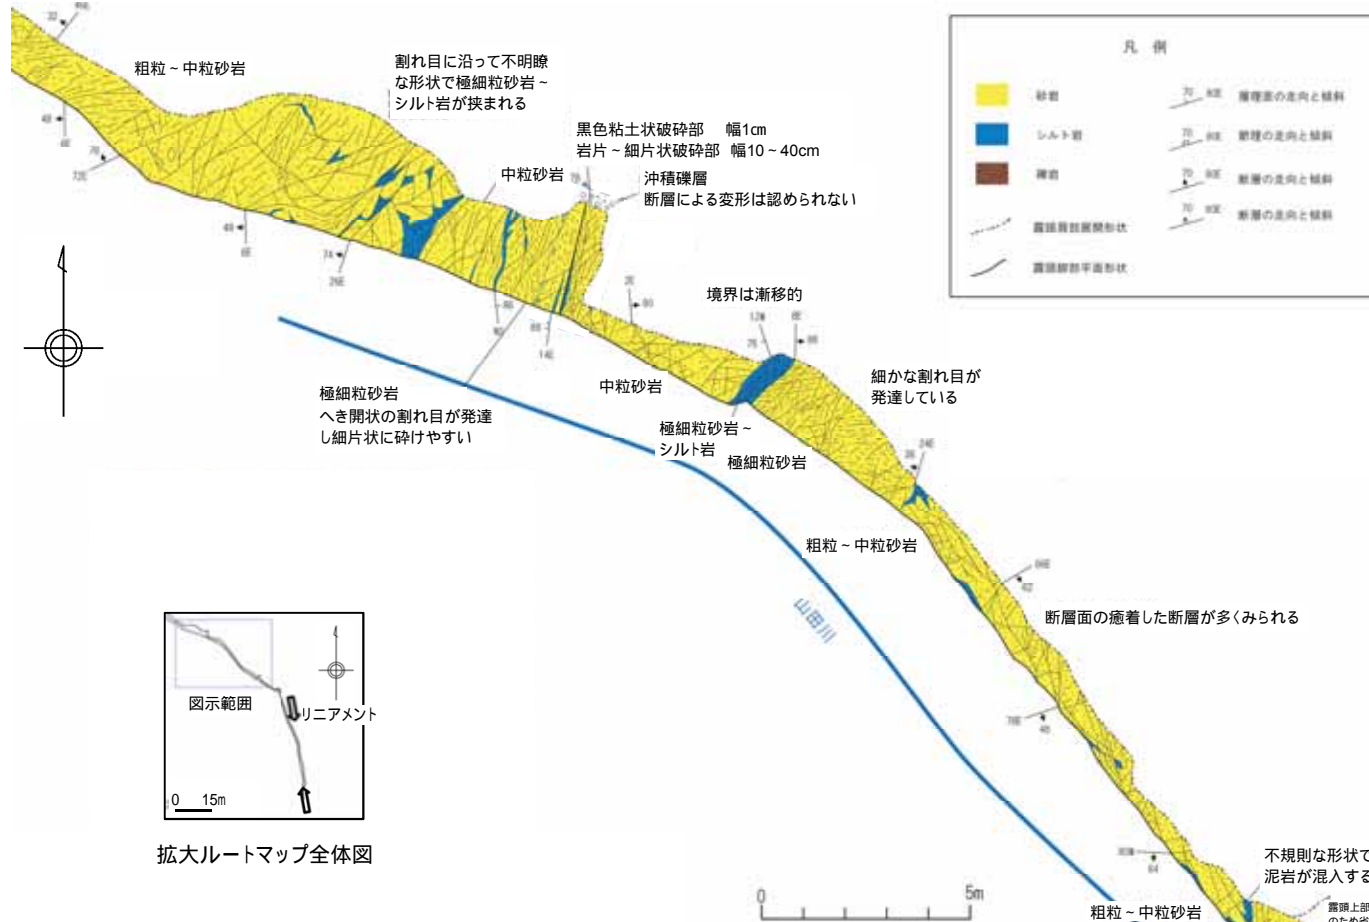 粗粒~中粒砂岩
割れ目に沿って不明瞭
な形状で極細粒砂岩~
シルト岩が挟まれる
黒色粘土状破砕部 幅1cm
岩片~細片状破砕部 幅10~40cm
中粒砂岩
沖積礫層
断層による変形は認められない
凡 例
砂岩
シルト岩
礫岩
露頭肩部展開形状
露頭脚部平面形状
層理面の走向と傾斜
節理の走向と傾斜
断層の走向と傾斜
断層の走向と傾斜
境界は漸移的
細かな割れ目が
発達している
中粒砂岩
極細粒砂岩
へき開状の割れ目が発達
し細片状に砕けやすい
極細粒砂岩~
シルト岩
極細粒砂岩
粗粒~中粒砂岩
山田川
断層面の癒着した断層が多くみられる
図示範囲
リニアメント
0 15m
拡大ルートマップ全体図
0 5m
不規則な形状で
泥岩が混入する
露頭上部
粗粒~中粒砂岩